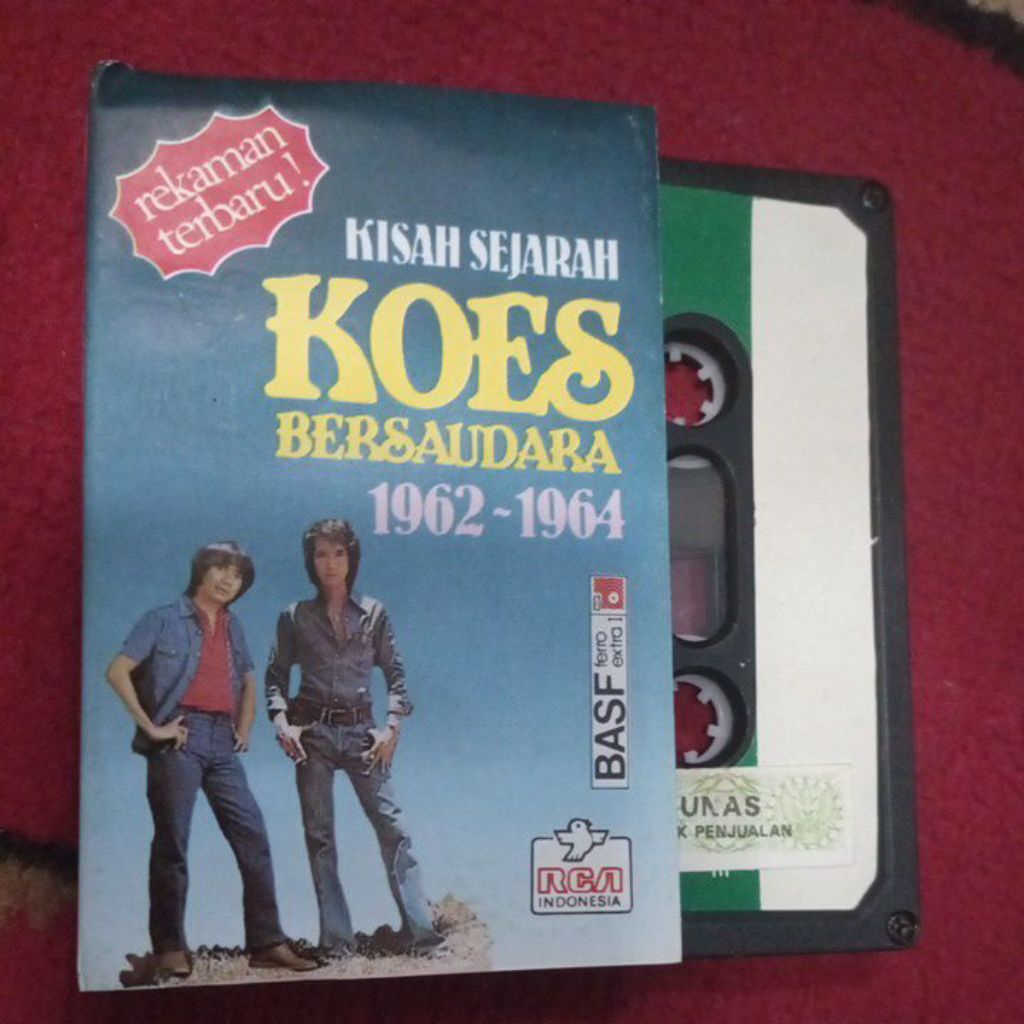 rekaman
terbaru!
KISAH SEJARAH
KOES
BERSAUDARA
1962~1964
BASF ferro extra I
RCA
INDONESIA
UNAS
K PENJUALAN